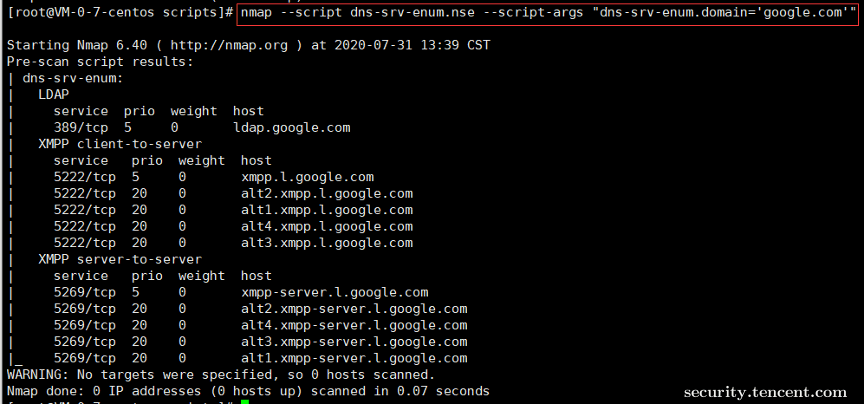 [root@VM-0-7-centos scripts]# nmap --script dns-srv-enum.nse --script-args "dns-srv-enum.domain='google.com'"
Starting Nmap 6.40 ( http://nmap.org ) at 2020-07-31 13:39 CST
Pre-scan script results:
| dns-srv-enum:
|   LDAP
|     service  prio  weight  host
|     389/tcp  5     0       ldap.google.com
|   XMPP client-to-server
|     service   prio  weight  host
|     5222/tcp  5     0       xmpp.l.google.com
|     5222/tcp  20    0       alt2.xmpp.l.google.com
|     5222/tcp  20    0       alt1.xmpp.l.google.com
|     5222/tcp  20    0       alt4.xmpp.l.google.com
|     5222/tcp  20    0       alt3.xmpp.l.google.com
|   XMPP server-to-server
|     service   prio  weight  host
|     5269/tcp  5     0       xmpp-server.l.google.com
|     5269/tcp  20    0       alt2.xmpp-server.l.google.com
|     5269/tcp  20    0       alt4.xmpp-server.l.google.com
|     5269/tcp  20    0       alt3.xmpp-server.l.google.com
|_    5269/tcp  20    0       alt1.xmpp-server.l.google.com
WARNING: No targets were specified, so 0 hosts scanned.
Nmap done: 0 IP addresses (0 hosts up) scanned in 0.07 seconds
security.tencent.com